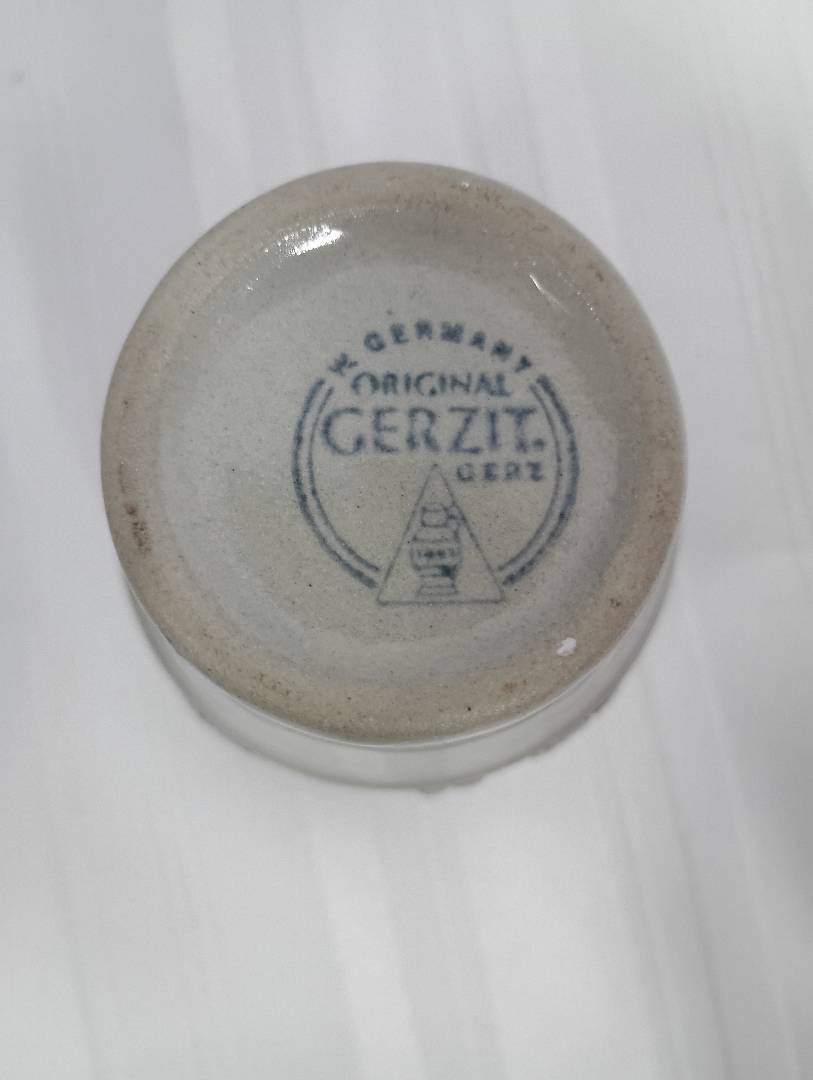 W. GERMANY
ORIGINAL
GERZIT.
GERZ